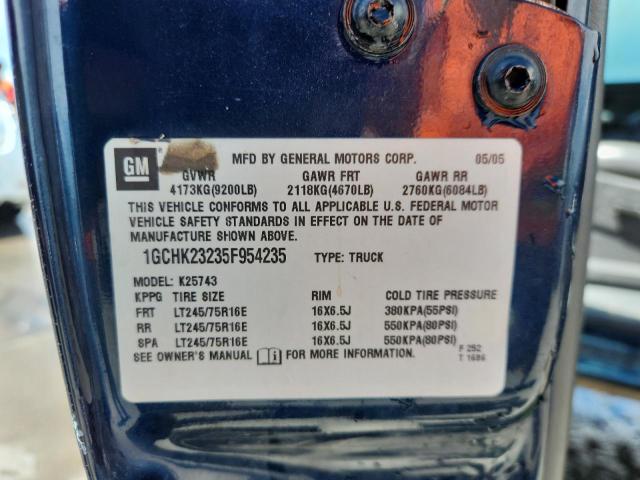 GM MFD BY GENERAL MOTORS CORP. 05/05
GVWR GAWR FRT GAWR RR
4173KG(9200LB) 2118KG(4670LB) 2760KG(6084LB)
THIS VEHICLE CONFORMS TO ALL APPLICABLE U.S. FEDERAL MOTOR
VEHICLE SAFETY STANDARDS IN EFFECT ON THE DATE OF
MANUFACTURE SHOWN ABOVE.
1GCHK23235F954235 TYPE: TRUCK
MODEL: K25743
KPPG TIRE SIZE RIM COLD TIRE PRESSURE
FRT LT245/75R16E 16X6.5J 380KPA(55PSI)
RR LT245/75R16E 16X6.5J 550KPA(80PSI)
SPA LT245/75R16E 16X6.5J 550KPA(80PSI)
SEE OWNER'S MANUAL i FOR MORE INFORMATION.
F 252
T 1686